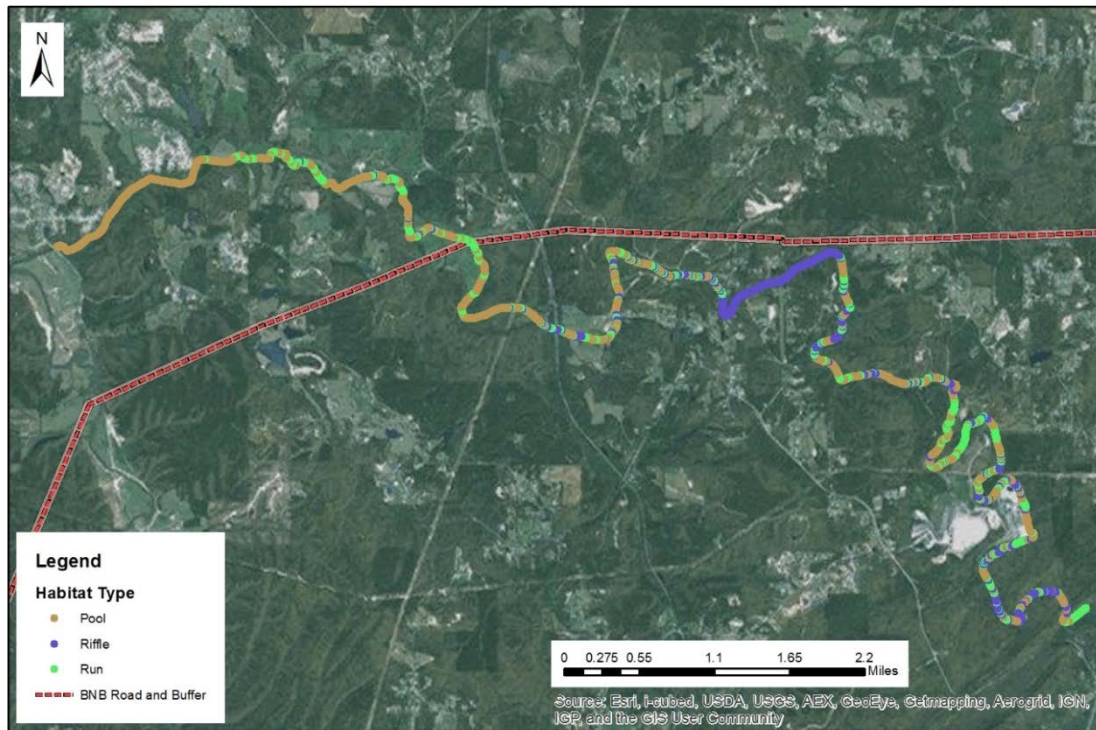 N
Legend
Habitat Type
Pool
Riffle
Run
BNB Road and Buffer
0 0.275 0.55 1.1 1.65 2.2
Miles
Source: Esri, i-cubed, USDA, USGS, AEX, GeoEye, Getmapping, Aerogrid, IGN,
IGP, and the GIS User Community